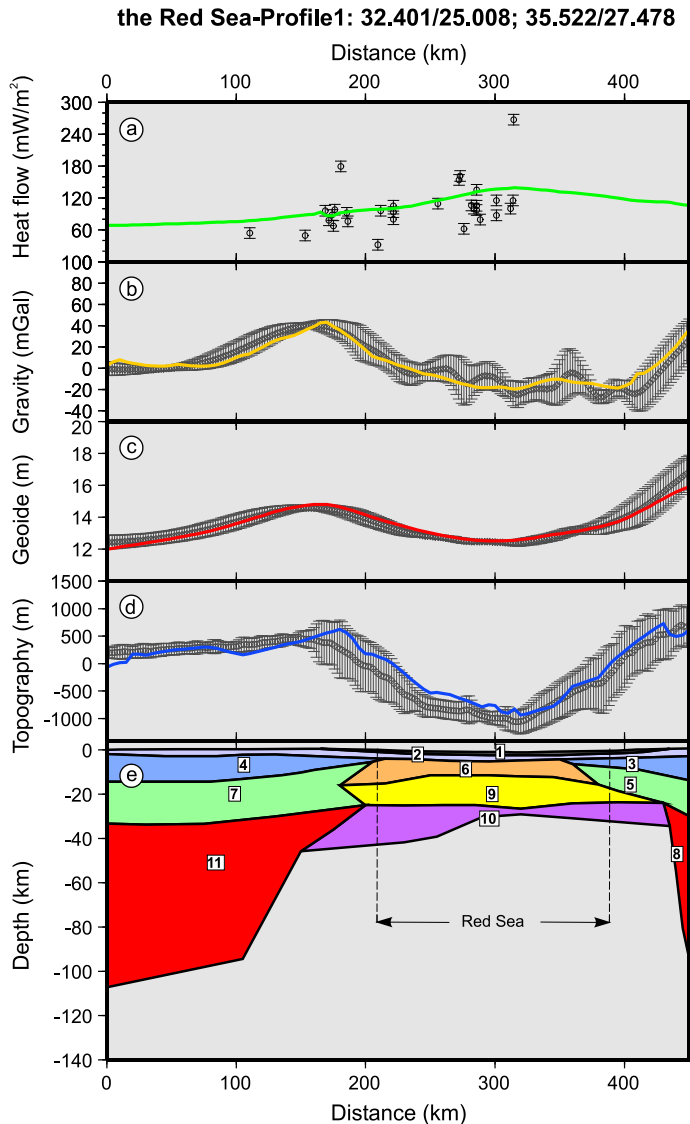 the Red Sea-Profile1: 32.401/25.008; 35.522/27.478
Distance (km)
0 100 200 300 400
Heat flow (mW/m²)
300
240
180
120
60
a
Gravity (mGal)
100
80
60
40
20
0
-20
-40
b
Geoide (m)
20
18
16
14
12
c
Topography (m)
1500
1000
500
0
-500
-1000
d
Depth (km)
0
-20
-40
-60
-80
-100
-120
-140
e
1
2
3
4
5
6
7
8
9
10
11
Red Sea
0 100 200 300 400
Distance (km)